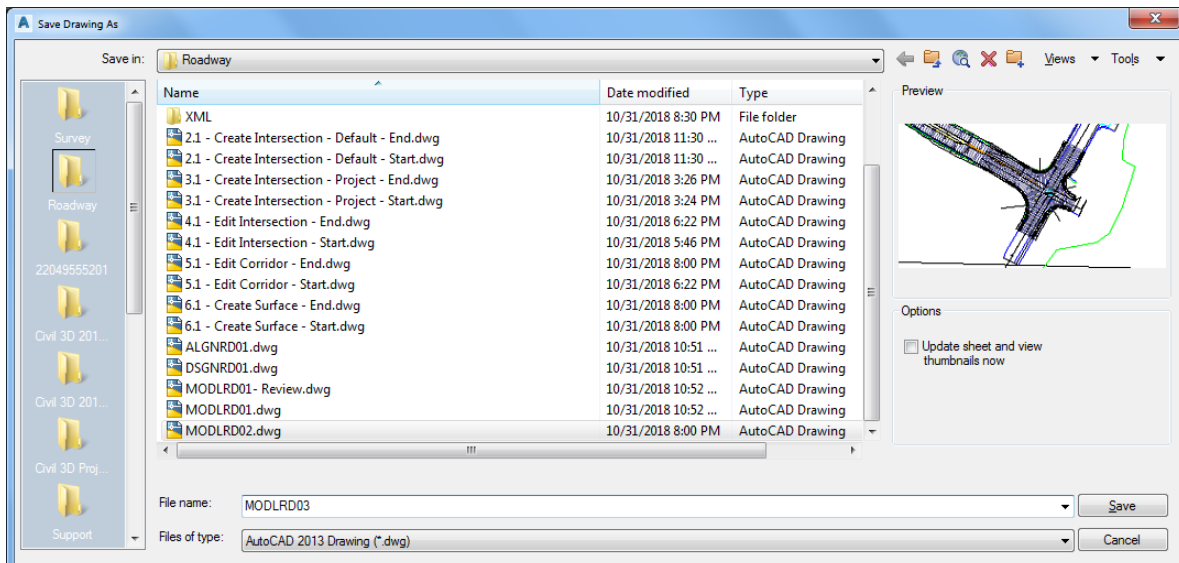 Save Drawing As
Save in: Roadway Views Tools
Name Date modified Type
XML 10/31/2018 8:30 PM File folder
2.1 - Create Intersection - Default - End.dwg 10/31/2018 11:30 ... AutoCAD Drawing
2.1 - Create Intersection - Default - Start.dwg 10/31/2018 11:30 ... AutoCAD Drawing
3.1 - Create Intersection - Project - End.dwg 10/31/2018 3:26 PM AutoCAD Drawing
3.1 - Create Intersection - Project - Start.dwg 10/31/2018 3:24 PM AutoCAD Drawing
4.1 - Edit Intersection - End.dwg 10/31/2018 6:22 PM AutoCAD Drawing
4.1 - Edit Intersection - Start.dwg 10/31/2018 5:46 PM AutoCAD Drawing
5.1 - Edit Corridor - End.dwg 10/31/2018 8:00 PM AutoCAD Drawing
5.1 - Edit Corridor - Start.dwg 10/31/2018 6:22 PM AutoCAD Drawing
6.1 - Create Surface - End.dwg 10/31/2018 8:00 PM AutoCAD Drawing
6.1 - Create Surface - Start.dwg 10/31/2018 8:00 PM AutoCAD Drawing
ALGNRD01.dwg 10/31/2018 10:51 ... AutoCAD Drawing
DSGNRD01.dwg 10/31/2018 10:51 ... AutoCAD Drawing
MODLRD01- Review.dwg 10/31/2018 10:52 ... AutoCAD Drawing
MODLRD01.dwg 10/31/2018 10:52 ... AutoCAD Drawing
MODLRD02.dwg 10/31/2018 8:00 PM AutoCAD Drawing
Survey
Roadway
22049555201
Civil 3D 201...
Civil 3D 201...
Civil 3D Proj...
Support
Preview
Options
Update sheet and view
thumbnails now
File name: MODLRD03 Save
Files of type: AutoCAD 2013 Drawing (*.dwg) Cancel